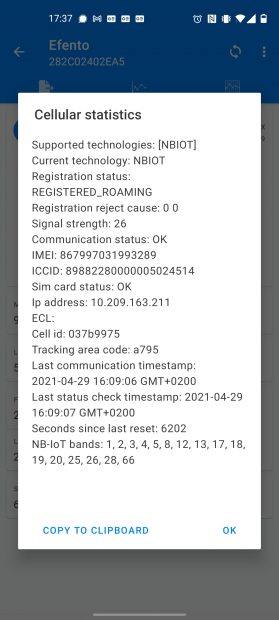 17:37
Efento
282C02402EA5
Cellular statistics
Supported technologies: [NBIOT]
Current technology: NBIOT
Registration status:
REGISTERED_ROAMING
Registration reject cause: 0 0
Signal strength: 26
Communication status: OK
IMEI: 867997031993289
ICCID: 89882280000005024514
Sim card status: OK
Ip address: 10.209.163.211
ECL:
Cell id: 037b9975
Tracking area code: a795
Last communication timestamp:
2021-04-29 16:09:06 GMT+0200
Last status check timestamp: 2021-04-29
16:09:07 GMT+0200
Seconds since last reset: 6202
NB-IoT bands: 1, 2, 3, 4, 5, 8, 12, 13, 17, 18,
19, 20, 25, 26, 28, 66
COPY TO CLIPBOARD
OK